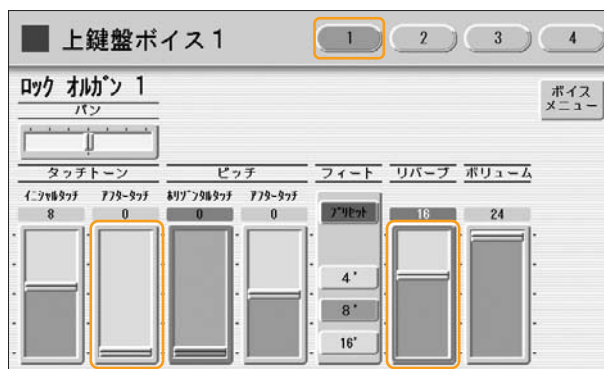 上鍵盤ボイス1
1 2 3 4
ロック オルガン 1
ボイス
メニュー
パン
タッチトーン ピッチ フィート リバーブ ボリューム
イニシャルタッチ アフタータッチ ホリゾンタルタッチ アフタータッチ
8 0 0 0 プリセット 16 24
4'
8'
16'